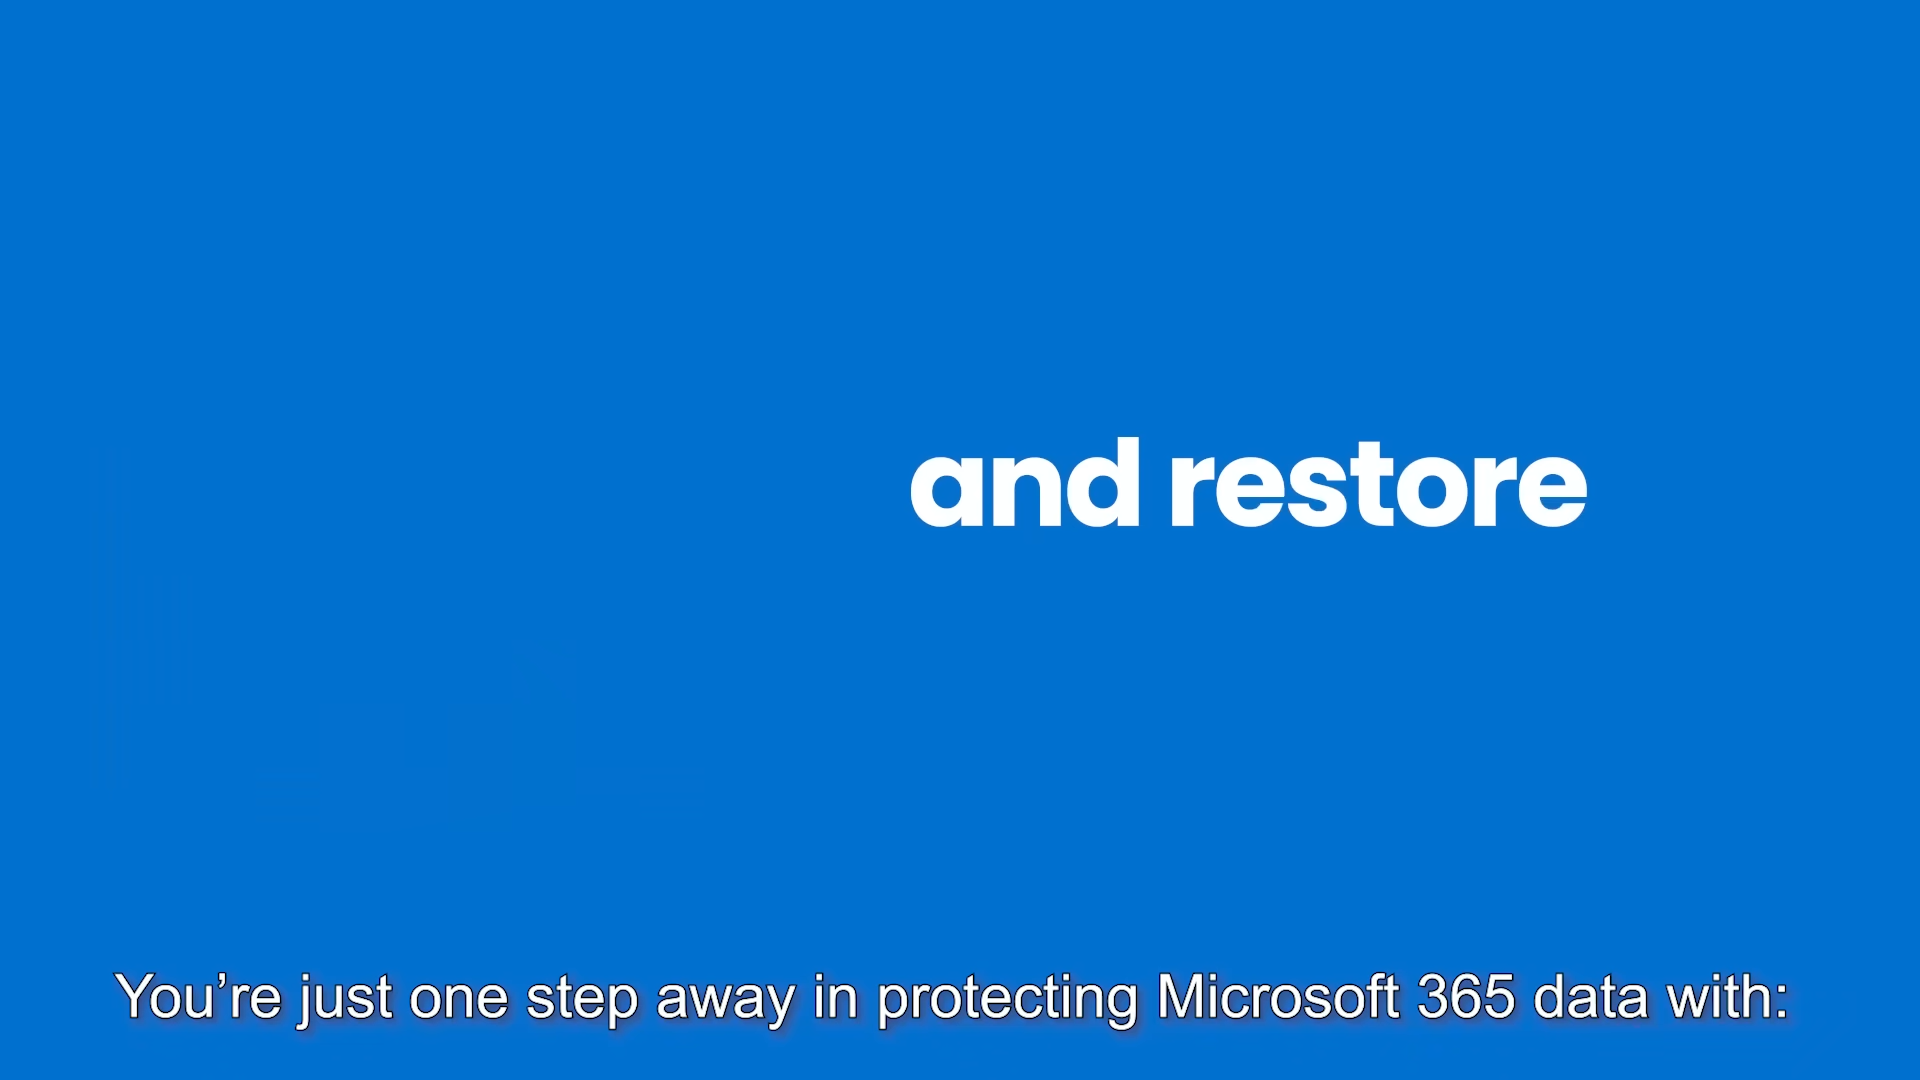 and restore
You’re just one step away in protecting Microsoft 365 data with: